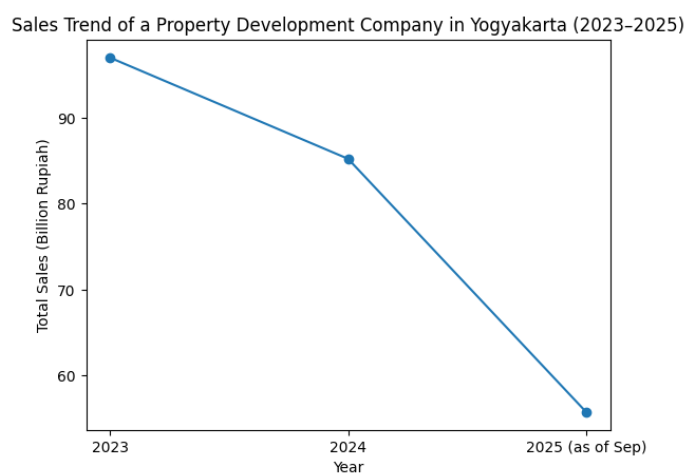 Sales Trend of a Property Development Company in Yogyakarta (2023–2025)
Total Sales (Billion Rupiah)
90
80
70
60
2023 2024 2025 (as of Sep)
Year